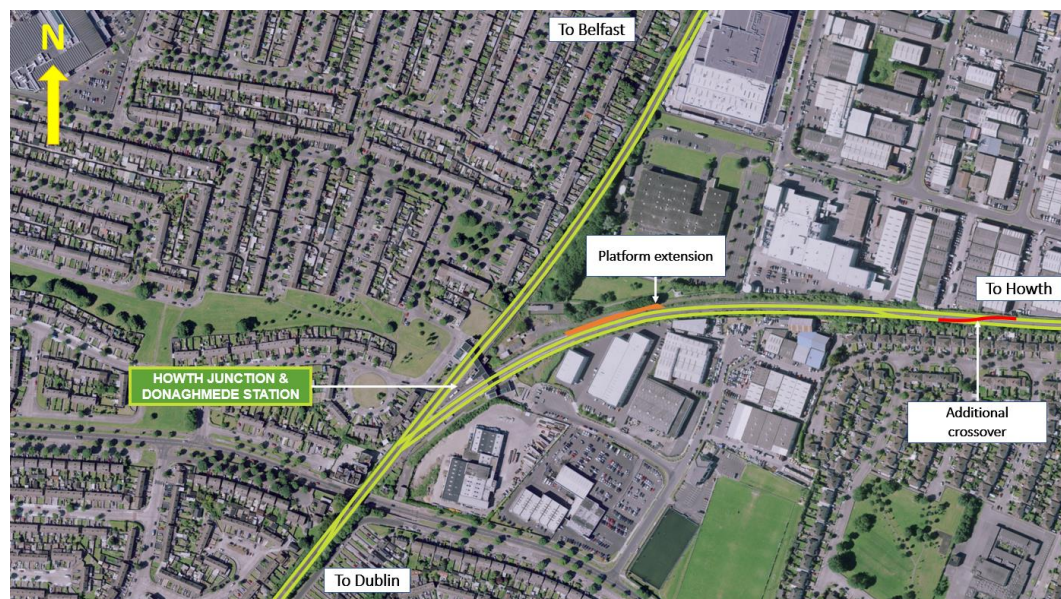 N
To Belfast
Platform extension
To Howth
HOWTH JUNCTION &
DONAGHMEDE STATION
Additional
crossover
To Dublin